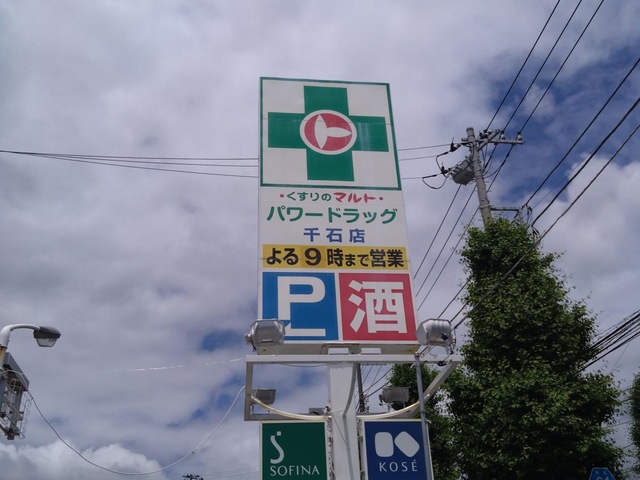 ・くすりのマルト・
パワードラッグ
千石店
よる9時まで営業
P 酒
SOFINA
KOSÉ